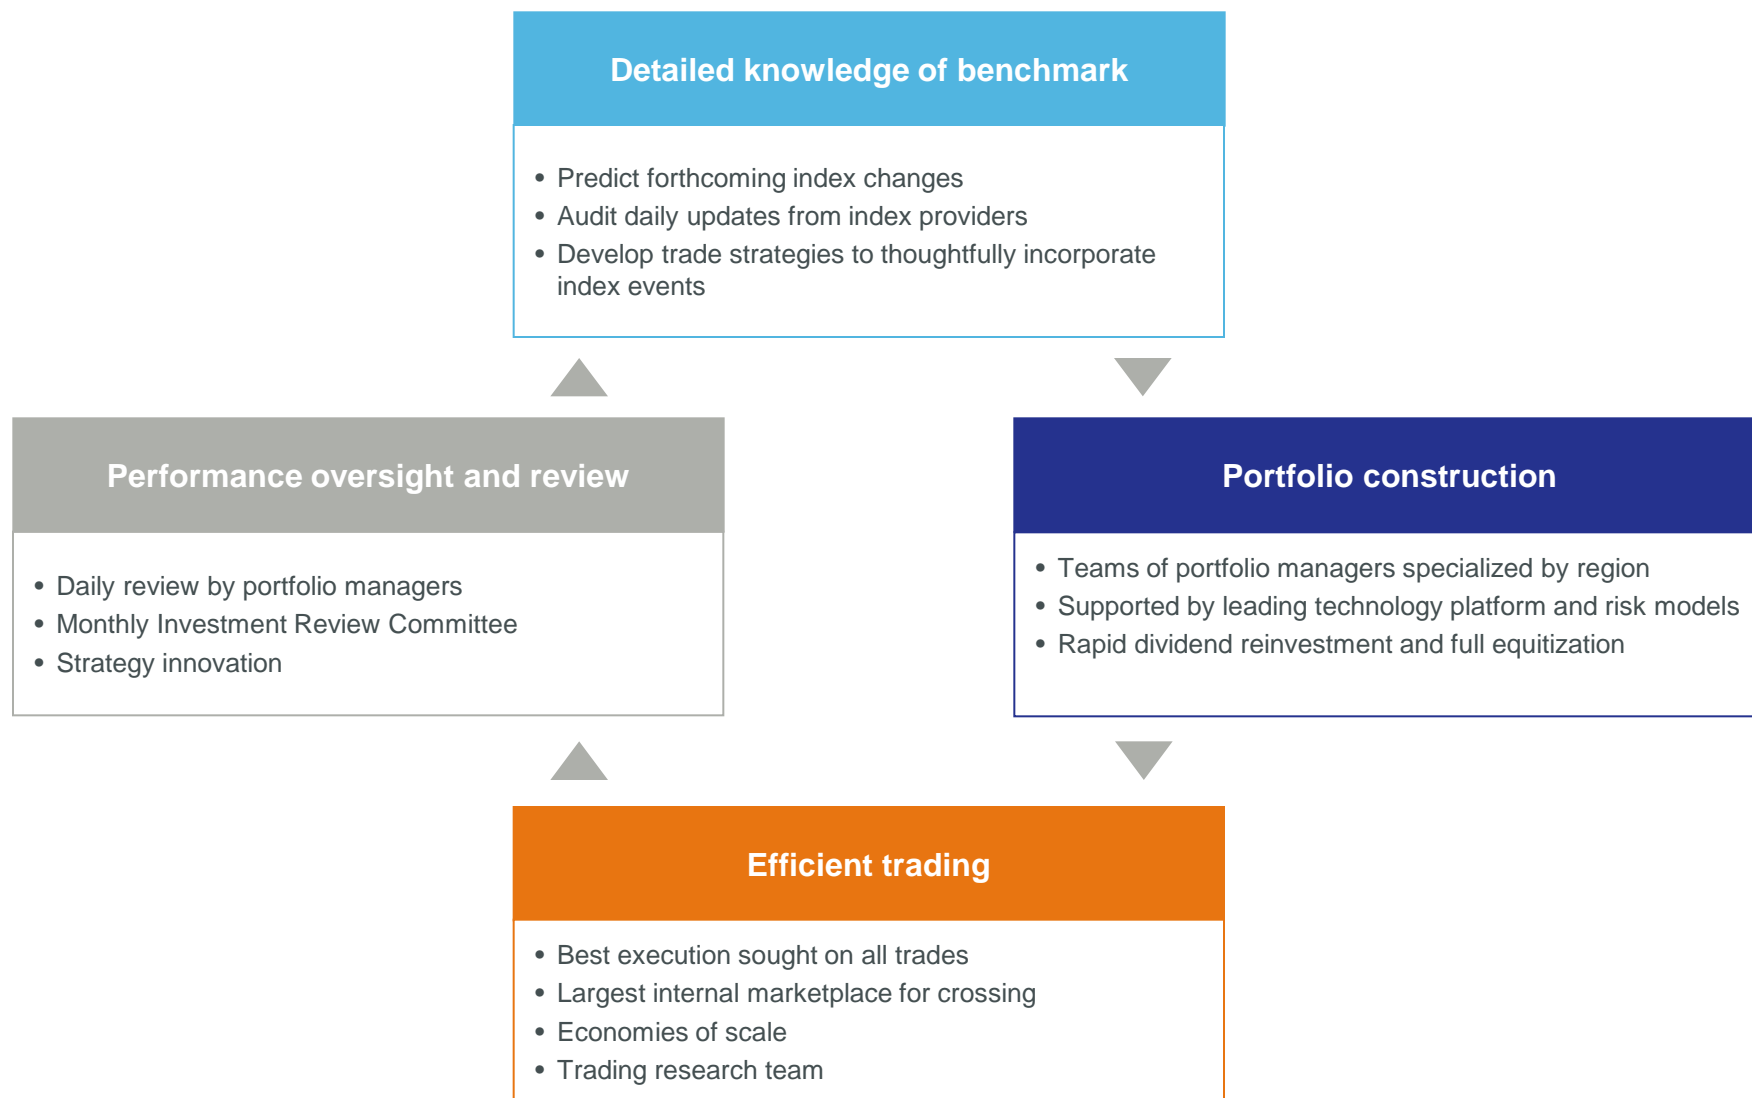 Detailed knowledge of benchmark
• Predict forthcoming index changes
• Audit daily updates from index providers
• Develop trade strategies to thoughtfully incorporate
index events
Performance oversight and review
• Daily review by portfolio managers
• Monthly Investment Review Committee
• Strategy innovation
Portfolio construction
• Teams of portfolio managers specialized by region
• Supported by leading technology platform and risk models
• Rapid dividend reinvestment and full equitization
Efficient trading
• Best execution sought on all trades
• Largest internal marketplace for crossing
• Economies of scale
• Trading research team